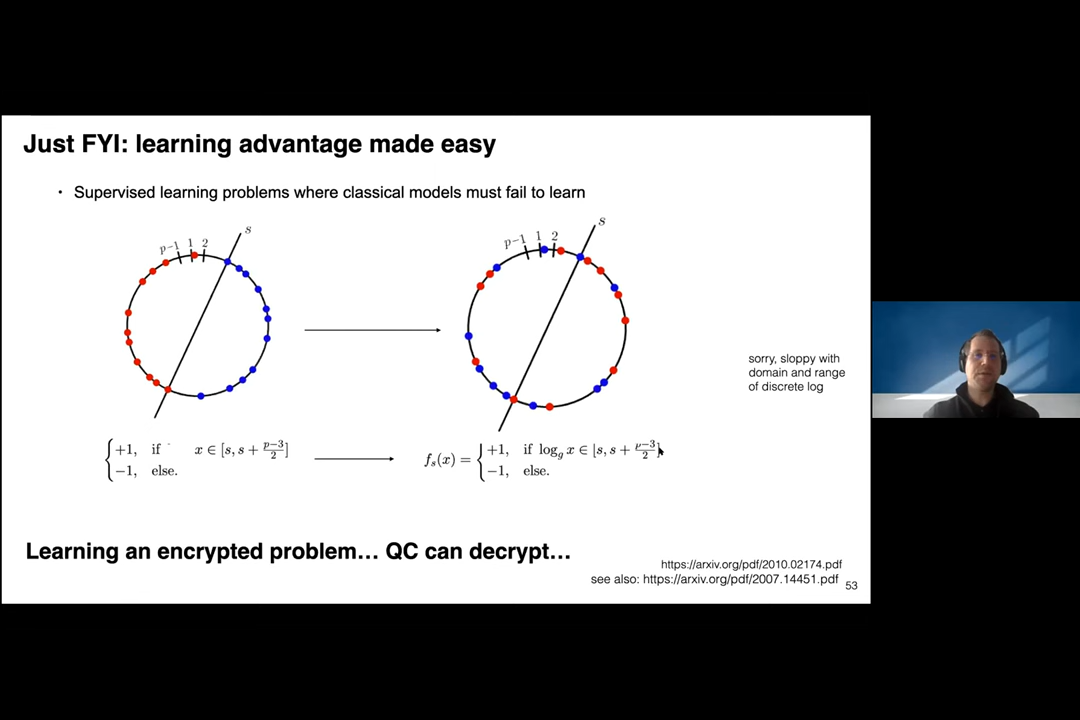 Just FYI: learning advantage made easy
• Supervised learning problems where classical models must fail to learn
p−1 1 2 s
p−1 1 2 s
sorry, sloppy with
domain and range
of discrete log
{+1, if x ∈ [s, s + (p−3)/2]
−1, else.
f_s(x) = {+1, if log_g x ∈ [s, s + (p−3)/2]
−1, else.
Learning an encrypted problem… QC can decrypt…
https://arxiv.org/pdf/2010.02174.pdf
see also: https://arxiv.org/pdf/2007.14451.pdf
53